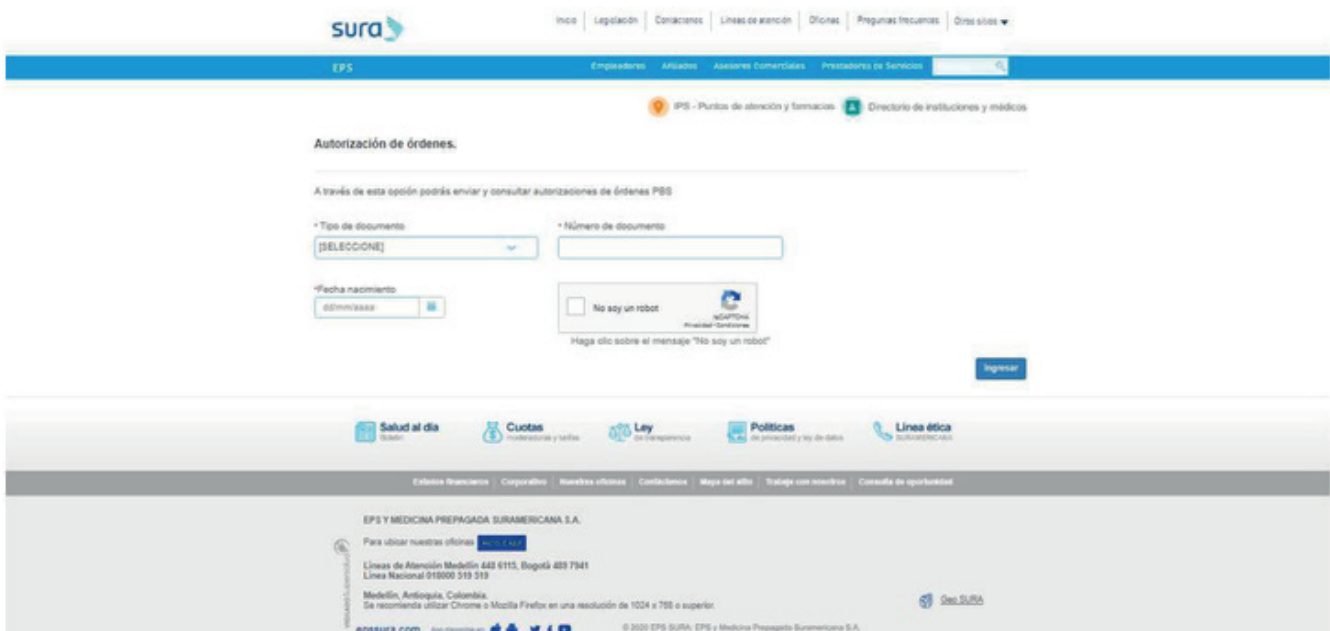 sura
Inicio Legislación Contáctenos Líneas de atención Oficinas Preguntas frecuentes Otros sitios
EPS
Empleadores Afiliados Asesores Comerciales Prestadores de Servicios
IPS - Puntos de atención y farmacias Directorio de instituciones y médicos
Autorización de órdenes.
A través de esta opción podrás enviar y consultar autorizaciones de órdenes PBS
* Tipo de documento * Número de documento
[SELECCIONE]
*Fecha nacimiento
dd/mm/aaaa
No soy un robot
reCAPTCHA
Privacidad - Condiciones
Haga clic sobre el mensaje "No soy un robot"
Ingresar
Salud al día Cuotas Ley Políticas Línea ética
Boletín moderadoras y tarifas de transparencia de privacidad y ley de datos SURAMERICANA
Estados financieros Corporativo Nuestras oficinas Contáctenos Mapa del sitio Trabaje con nosotros Consulta de oportunidad
EPS Y MEDICINA PREPAGADA SURAMERICANA S.A.
Para ubicar nuestras oficinas
Líneas de Atención Medellín 448 6115, Bogotá 489 7941
Línea Nacional 018000 519 519
Medellín, Antioquia, Colombia.
Se recomienda utilizar Chrome o Mozilla Firefox en una resolución de 1024 x 768 o superior.
Geo SURA
epssura.com
© 2020 EPS SURA. EPS y Medicina Prepagada Suramericana S.A.